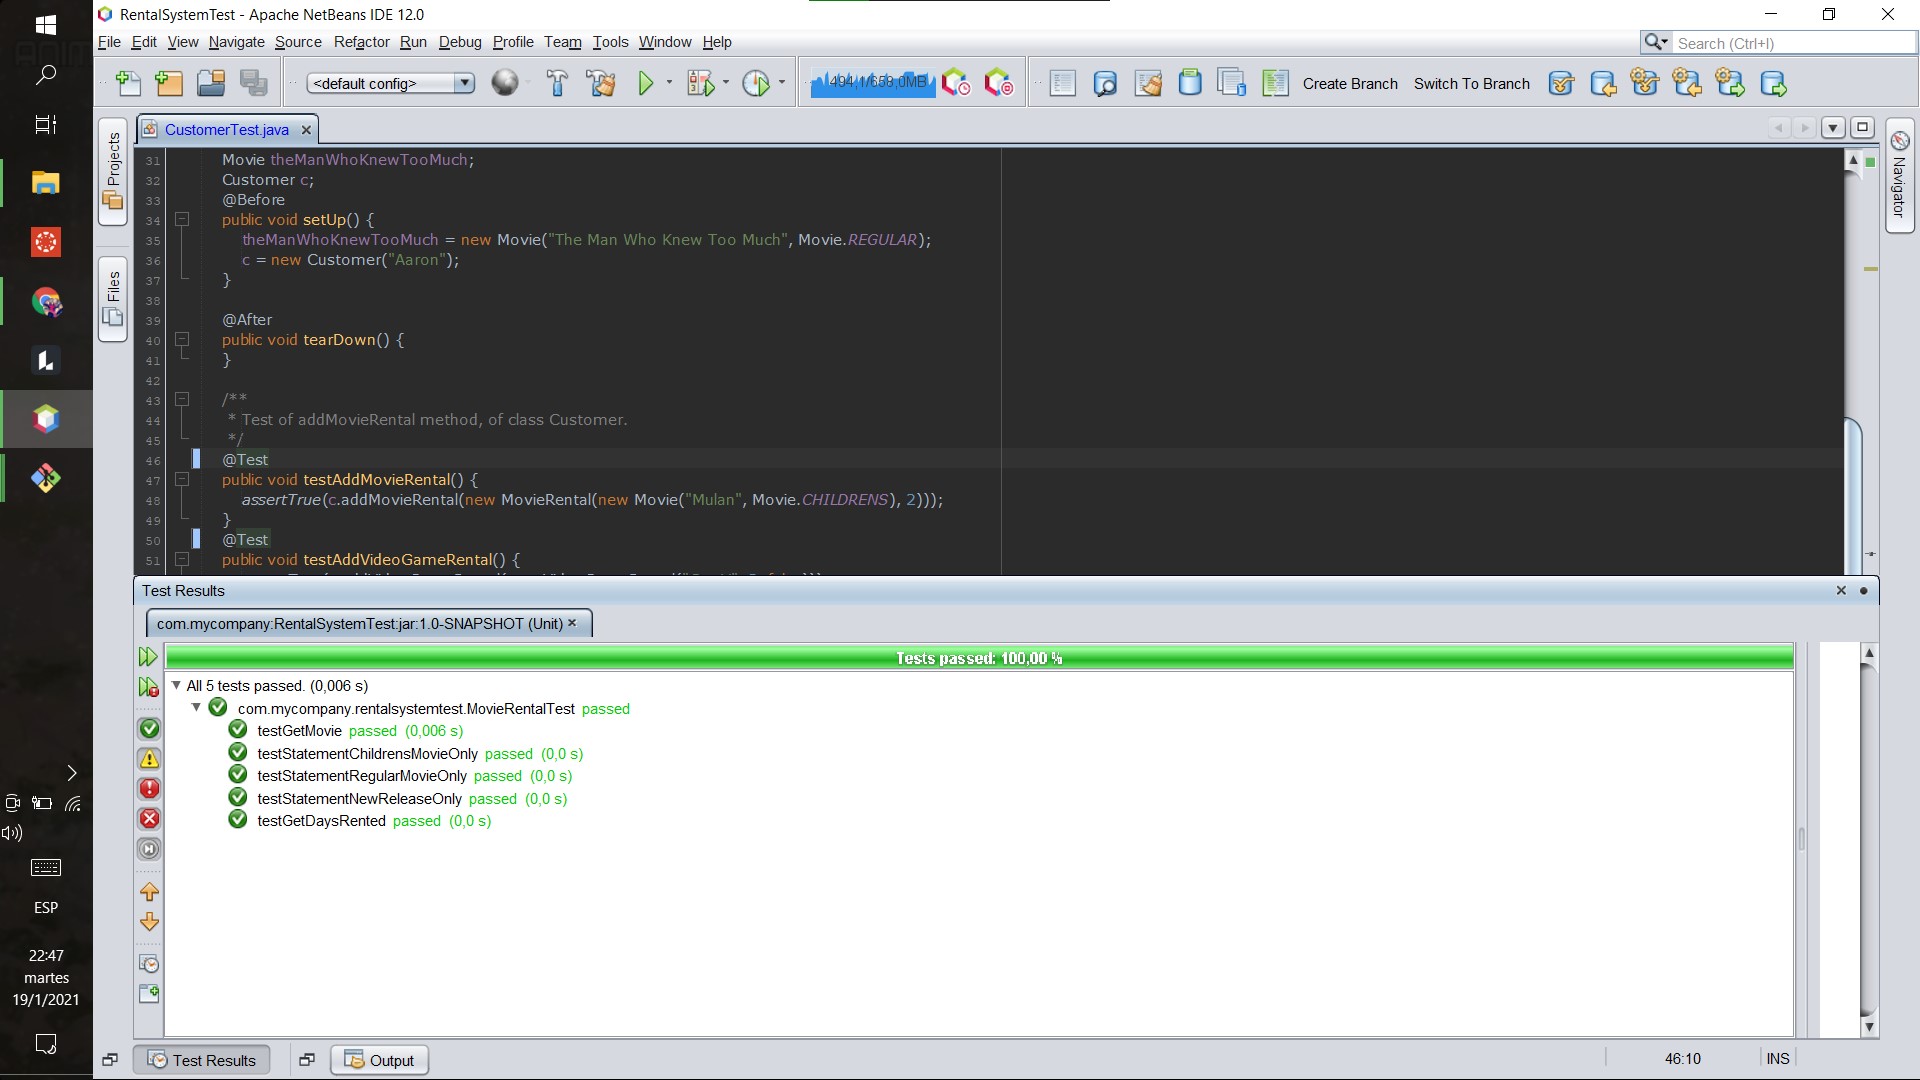 RentalSystemTest - Apache NetBeans IDE 12.0
File Edit View Navigate Source Refactor Run Debug Profile Team Tools Window Help
Search (Ctrl+I)
<default config>
494,1/658,0MB
Create Branch Switch To Branch
Projects
Files
Navigator
CustomerTest.java
31 Movie theManWhoKnewTooMuch;
32 Customer c;
33 @Before
34 public void setUp() {
35 theManWhoKnewTooMuch = new Movie("The Man Who Knew Too Much", Movie.REGULAR);
36 c = new Customer("Aaron");
37 }
38
39 @After
40 public void tearDown() {
41 }
42
43 /**
44 * Test of addMovieRental method, of class Customer.
45 */
46 @Test
47 public void testAddMovieRental() {
48 assertTrue(c.addMovieRental(new MovieRental(new Movie("Mulan", Movie.CHILDRENS), 2)));
49 }
50 @Test
51 public void testAddVideoGameRental() {
Test Results
com.mycompany:RentalSystemTest:jar:1.0-SNAPSHOT (Unit)
Tests passed: 100,00 %
All 5 tests passed. (0,006 s)
com.mycompany.rentalsystemtest.MovieRentalTest passed
testGetMovie passed (0,006 s)
testStatementChildrensMovieOnly passed (0,0 s)
testStatementRegularMovieOnly passed (0,0 s)
testStatementNewReleaseOnly passed (0,0 s)
testGetDaysRented passed (0,0 s)
Test Results Output
46:10 INS
ESP
22:47
martes
19/1/2021